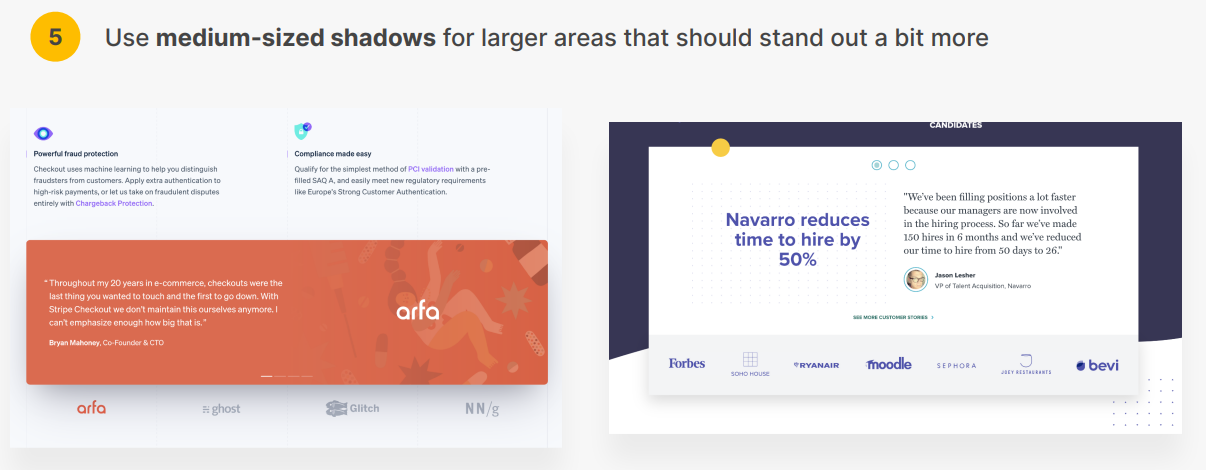 5
Use medium-sized shadows for larger areas that should stand out a bit more
Powerful fraud protection
Checkout uses machine learning to help you distinguish
fraudsters from customers. Apply extra authentication to
high-risk payments, or let us take on fraudulent disputes
entirely with Chargeback Protection.
Compliance made easy
Qualify for the simplest method of PCI validation with a pre-
filled SAQ A, and easily meet new regulatory requirements
like Europe's Strong Customer Authentication.
“Throughout my 20 years in e-commerce, checkouts were the
last thing you wanted to touch and the first to go down. With
Stripe Checkout we don't maintain this ourselves anymore. I
can't emphasize enough how big that is.”
Bryan Mahoney, Co-Founder & CTO
arfa
arfa
ghost
Glitch
NN/g
CANDIDATES
Navarro reduces
time to hire by
50%
"We've been filling positions a lot faster
because our managers are now involved
in the hiring process. So far we've made
150 hires in 6 months and we've reduced
our time to hire from 50 days to 26."
Jason Lesher
VP of Talent Acquisition, Navarro
SEE MORE CUSTOMER STORIES >
Forbes
SOHO HOUSE
RYANAIR
moodle
SEPHORA
JOEY RESTAURANTS
bevi